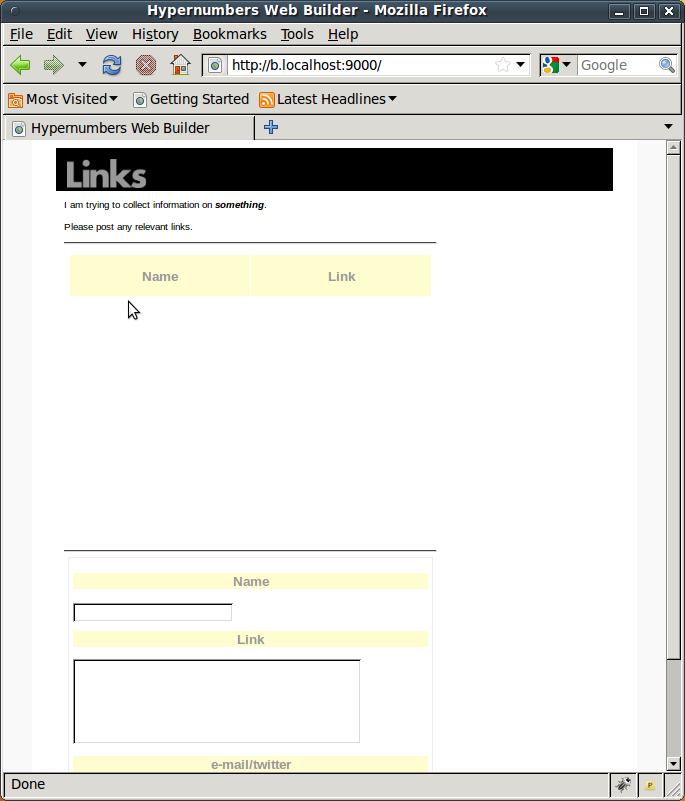 Hypernumbers Web Builder - Mozilla Firefox
File Edit View History Bookmarks Tools Help
http://b.localhost:9000/ Google
Most Visited Getting Started Latest Headlines
Hypernumbers Web Builder
Links
I am trying to collect information on something.
Please post any relevant links.
Name Link
Name
Link
e-mail/twitter
Done P